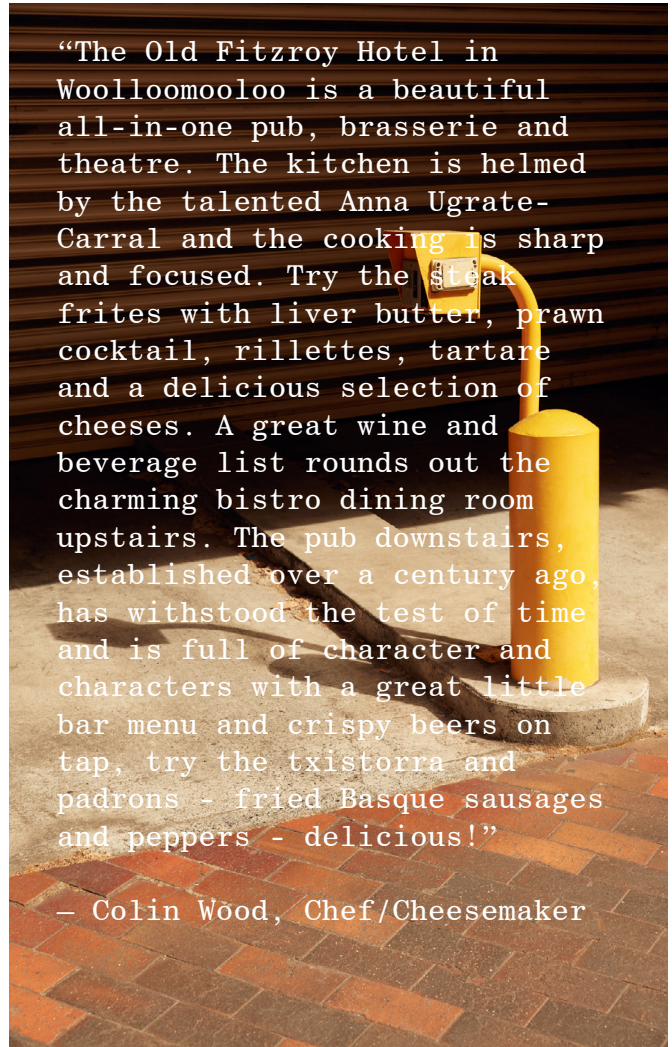 “The Old Fitzroy Hotel in
Woolloomooloo is a beautiful
all-in-one pub, brasserie and
theatre. The kitchen is helmed
by the talented Anna Ugrate-
Carral and the cooking is sharp
and focused. Try the steak
frites with liver butter, prawn
cocktail, rillettes, tartare
and a delicious selection of
cheeses. A great wine and
beverage list rounds out the
charming bistro dining room
upstairs. The pub downstairs,
established over a century ago,
has withstood the test of time
and is full of character and
characters with a great little
bar menu and crispy beers on
tap, try the txistorra and
padrons - fried Basque sausages
and peppers - delicious!”
— Colin Wood, Chef/Cheesemaker